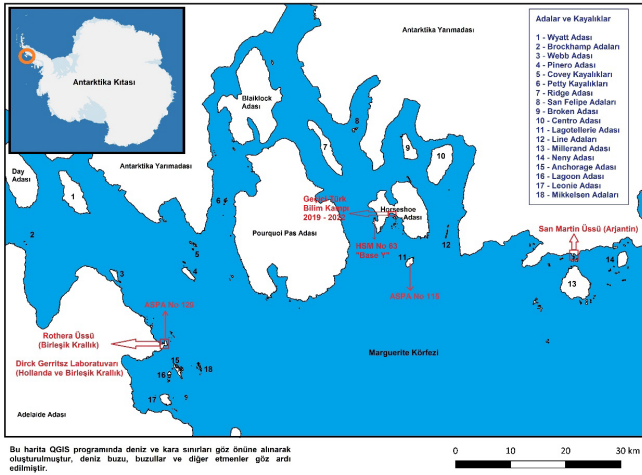 Antarktika Kıtası
Antarktika Yarımadası
Adalar ve Kayalıklar
1 - Wyatt Adası
2 - Brockhamp Adaları
3 - Webb Adası
4 - Pinero Adası
5 - Covey Kayalıkları
6 - Petty Kayalıkları
7 - Ridge Adası
8 - San Felipe Adaları
9 - Broken Adası
10 - Centro Adası
11 - Lagotellerie Adası
12 - Line Adaları
13 - Millerand Adası
14 - Neny Adası
15 - Anchorage Adası
16 - Lagoon Adası
17 - Leonie Adası
18 - Mikkelsen Adaları
6
Blaiklock
Adası
8
7
9
10
Antarktika Yarımadası
Day
Adası
1
6
Geçici Türk
Bilim Kampı
2019 - 2022
Horseshoe
Adası
Pourquoi Pas Adası
12
San Martin Üssü (Arjantin)
2
5
HSM No 63
"Base Y"
11
14
3
4
13
ASPA No 129
ASPA No 115
8
Rothera Üssü
(Birleşik Krallık)
4
Marguerite Körfezi
Dirck Gerritsz Laboratuvarı
(Hollanda ve Birleşik Krallık)
15
18
16
17
9
Adelaide Adası
Bu harita QGIS programında deniz ve kara sınırları göz önüne alınarak
oluşturulmuştur, deniz buzu, buzullar ve diğer etmenler göz ardı
edilmiştir.
0 10 20 30 km